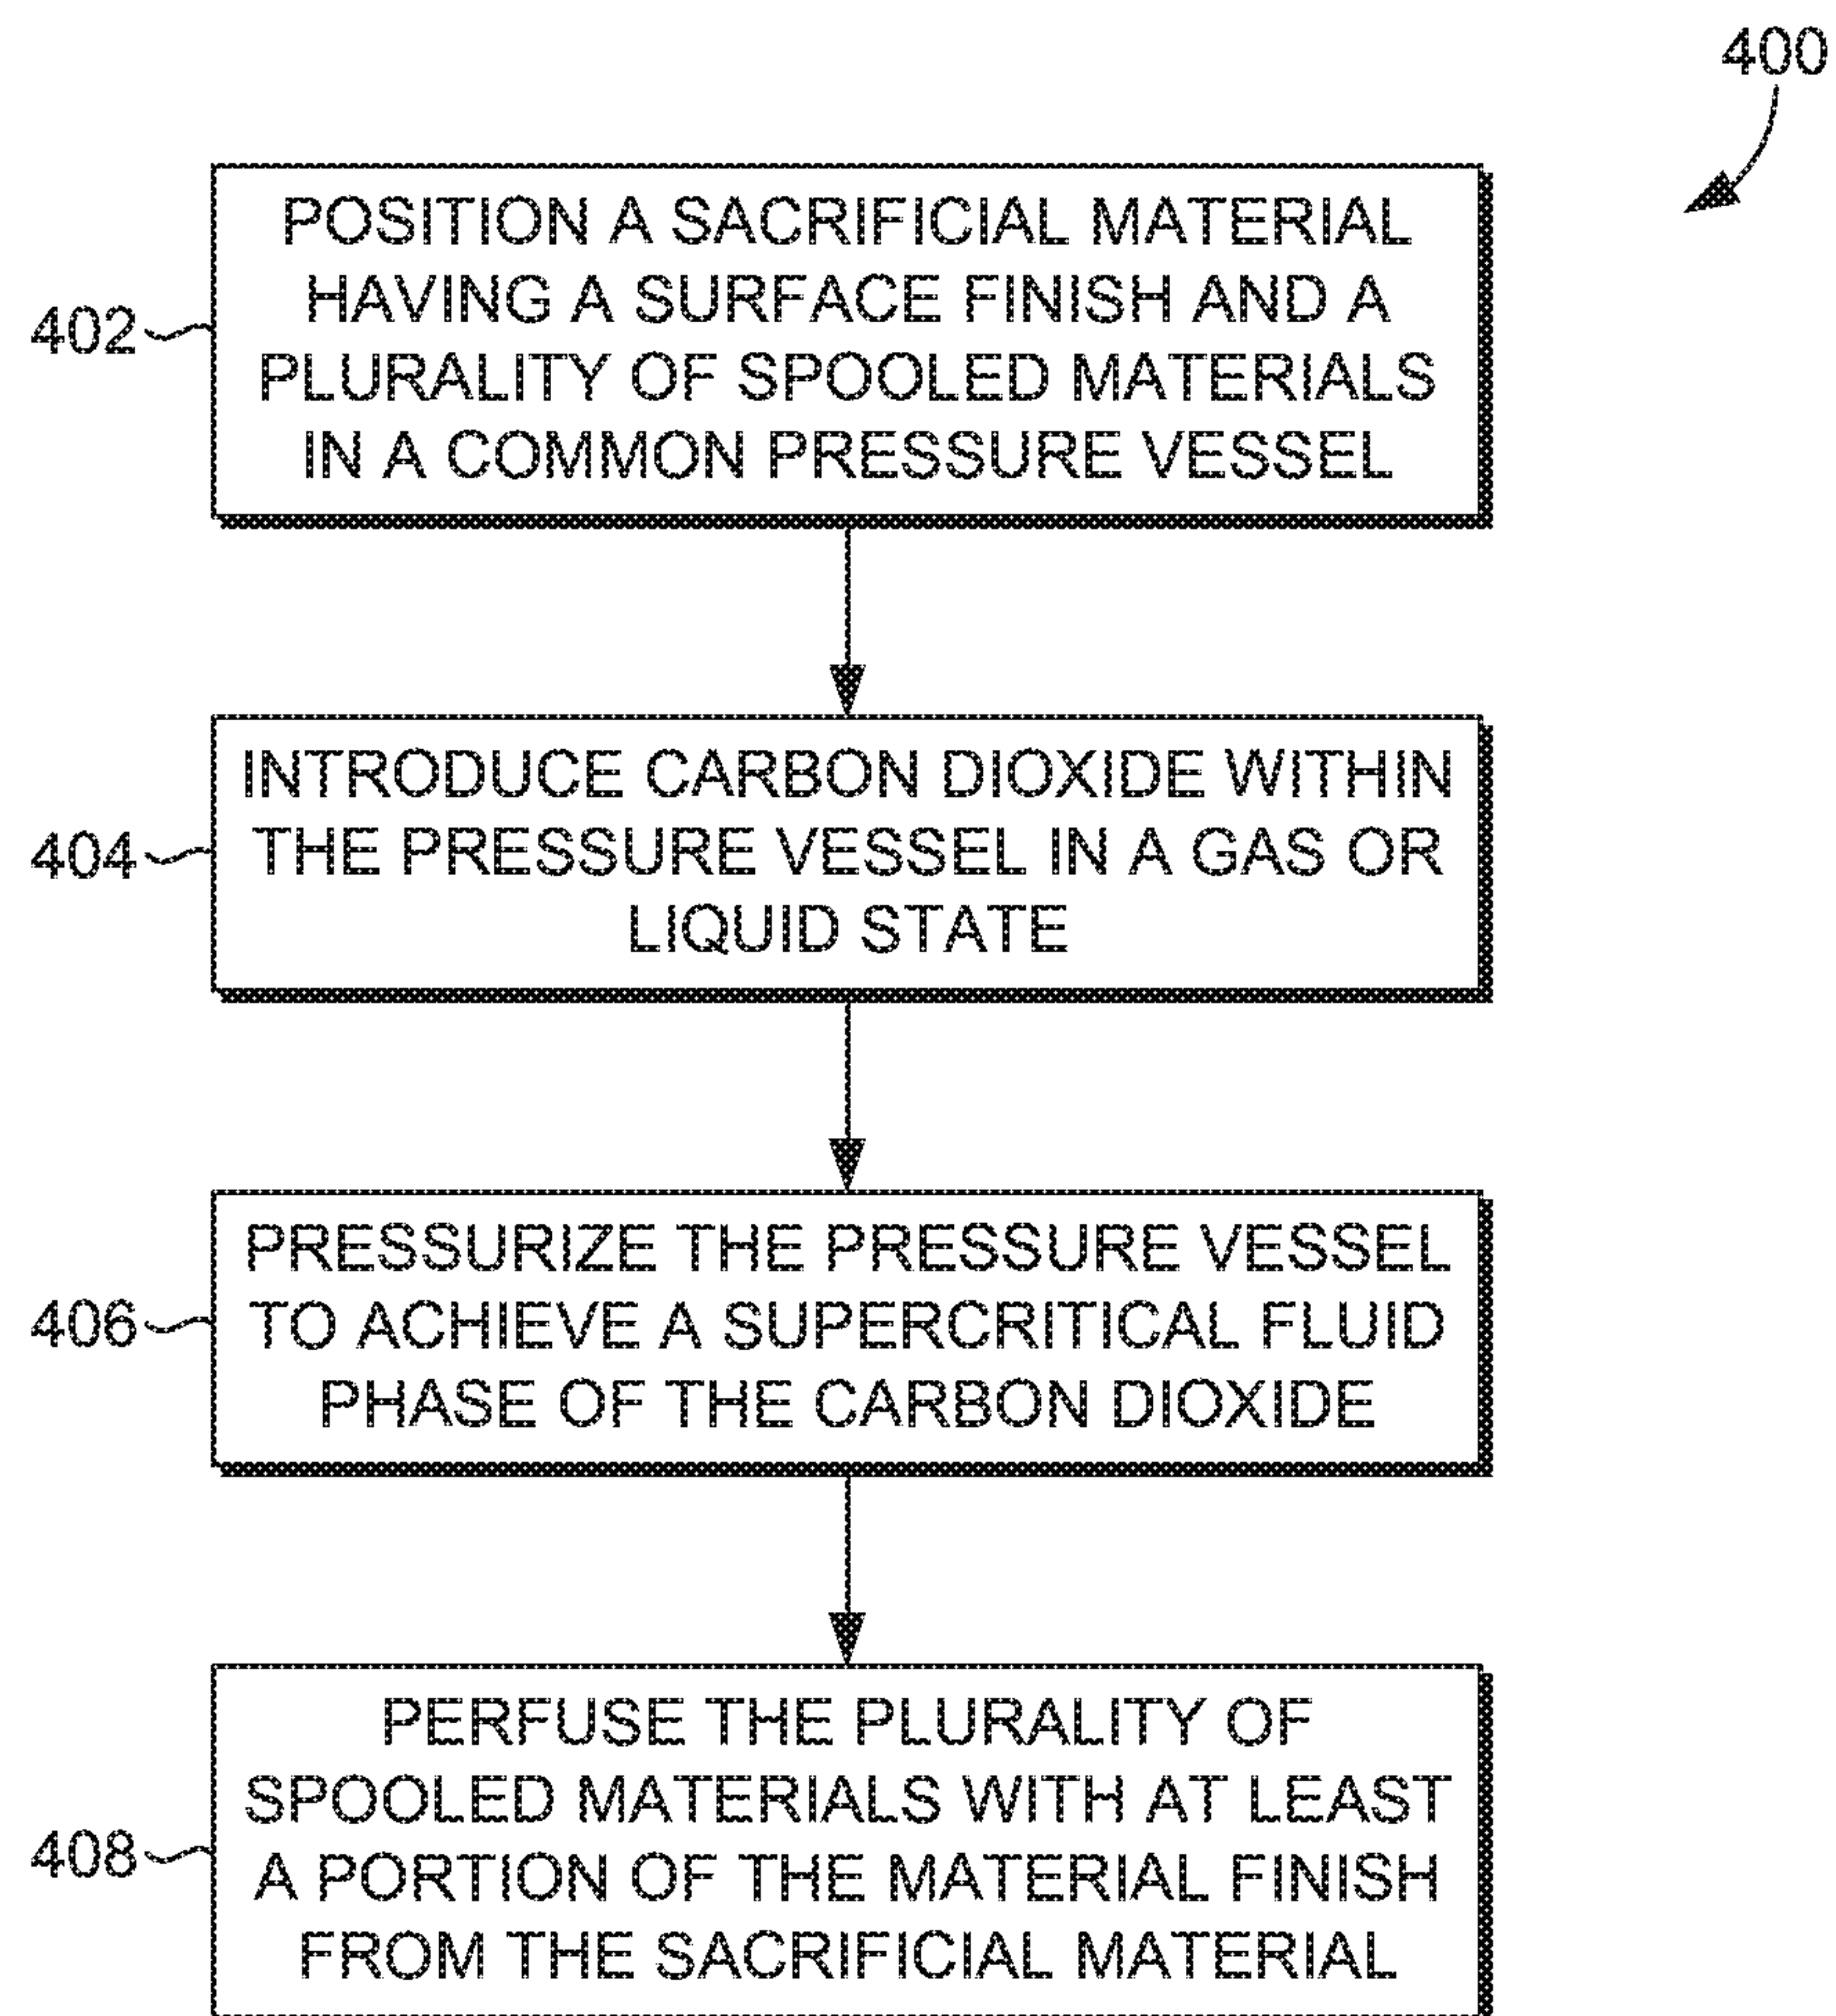 400
402
POSITION A SACRIFICIAL MATERIAL
HAVING A SURFACE FINISH AND A
PLURALITY OF SPOOLED MATERIALS
IN A COMMON PRESSURE VESSEL
404
INTRODUCE CARBON DIOXIDE WITHIN
THE PRESSURE VESSEL IN A GAS OR
LIQUID STATE
406
PRESSURIZE THE PRESSURE VESSEL
TO ACHIEVE A SUPERCRITICAL FLUID
PHASE OF THE CARBON DIOXIDE
408
PERFUSE THE PLURALITY OF
SPOOLED MATERIALS WITH AT LEAST
A PORTION OF THE MATERIAL FINISH
FROM THE SACRIFICIAL MATERIAL